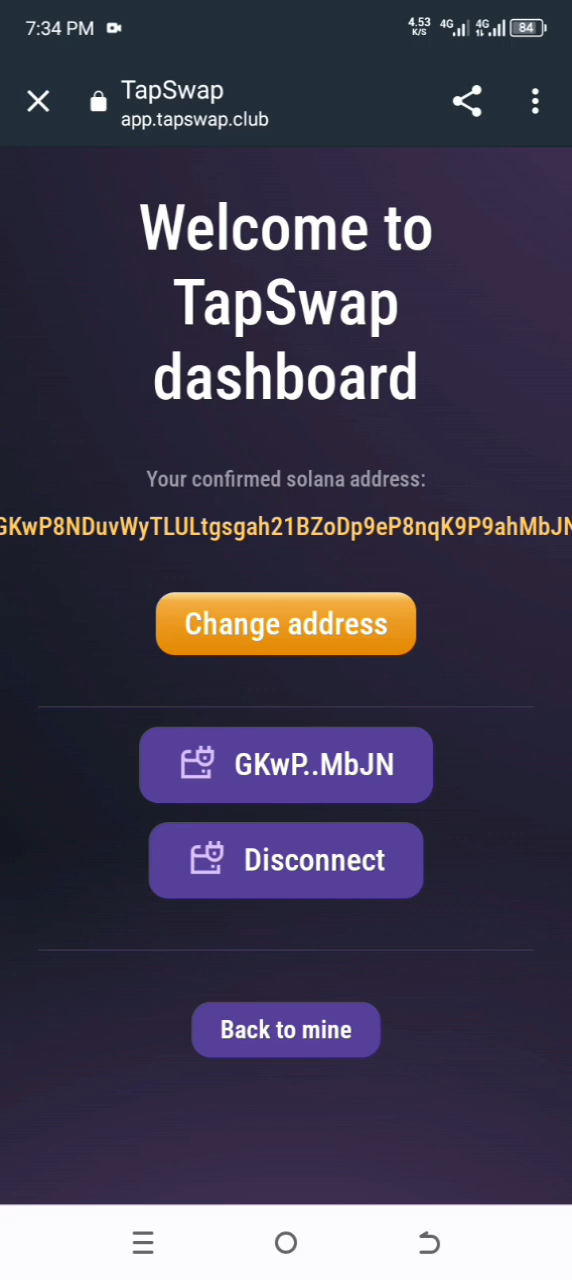 7:34 PM 4.53 K/S 4G 4G 84
TapSwap
app.tapswap.club
Welcome to
TapSwap
dashboard
Your confirmed solana address:
GKwP8NDuvWyTLULtgsgah21BZoDp9eP8nqK9P9ahMbJN
Change address
GKwP..MbJN
Disconnect
Back to mine